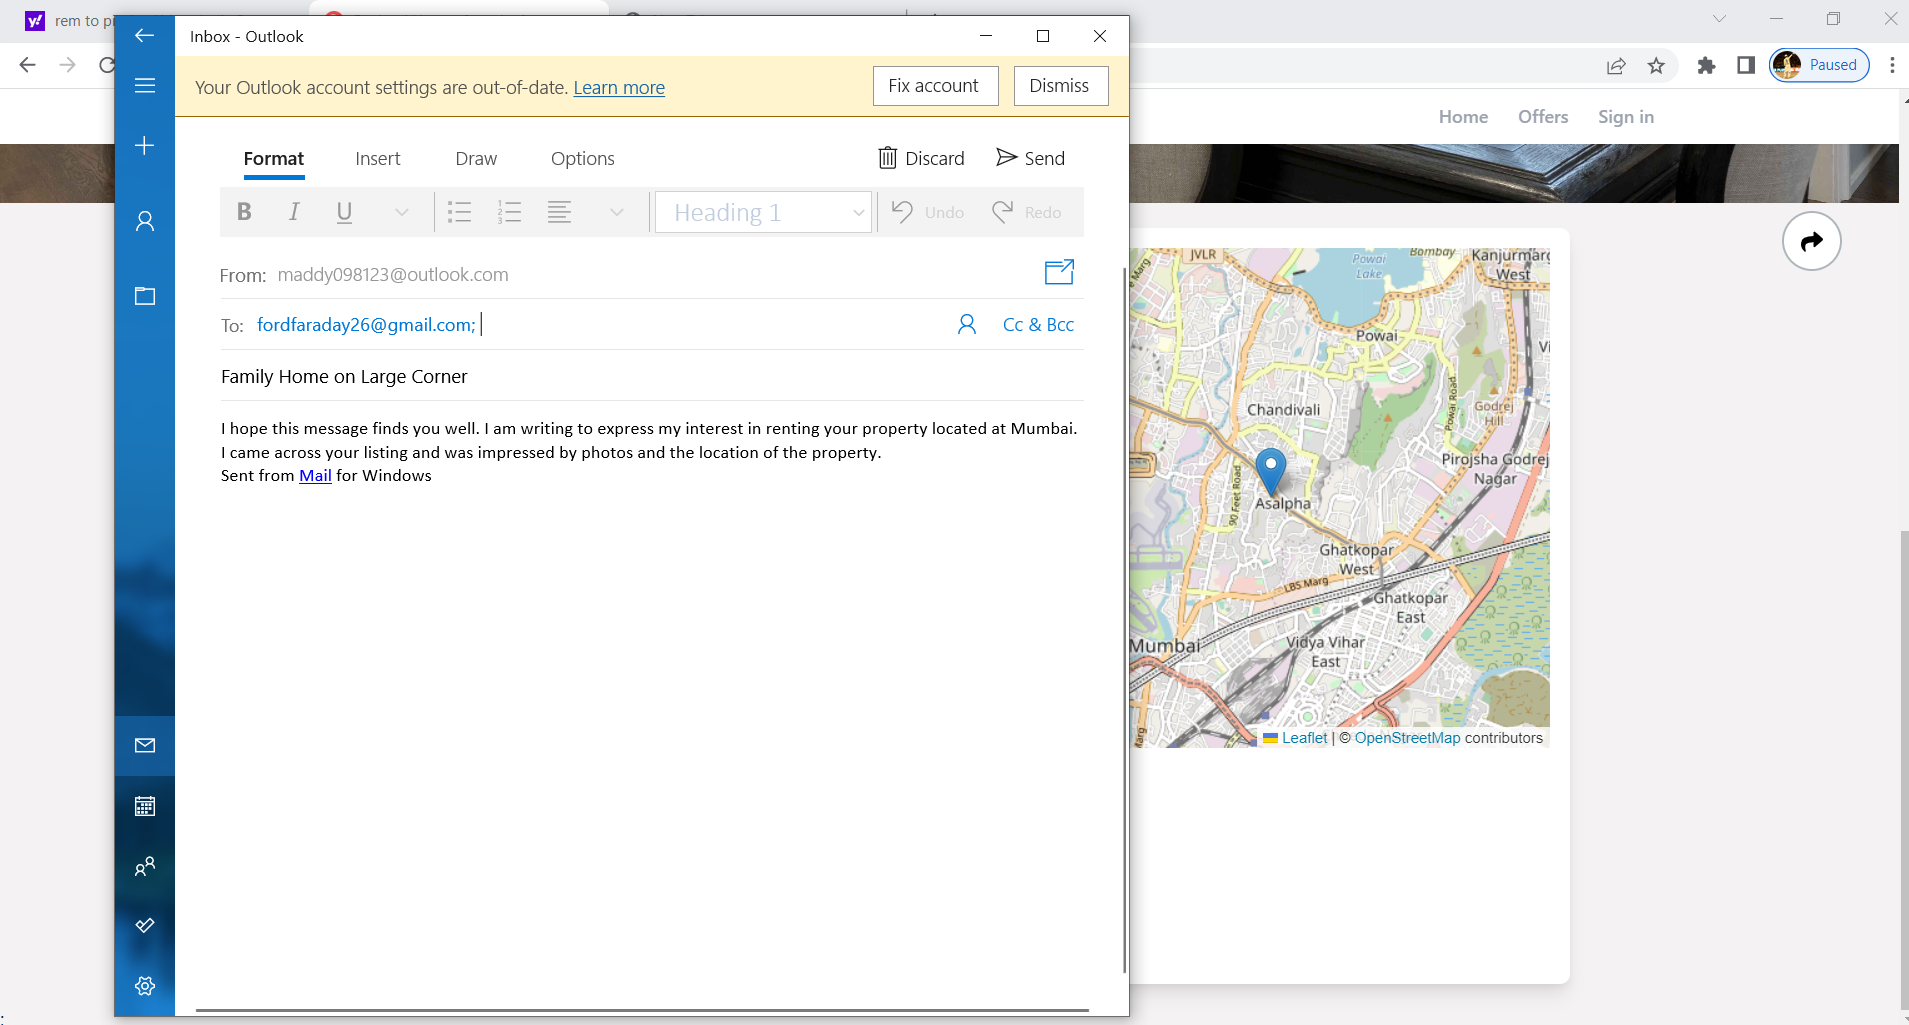 rem to pi
Inbox - Outlook
Your Outlook account settings are out-of-date. Learn more
Fix account
Dismiss
Paused
Home
Offers
Sign in
Format
Insert
Draw
Options
Discard
Send
B I U
Heading 1
Undo
Redo
From: maddy098123@outlook.com
To: fordfaraday26@gmail.com;
Cc & Bcc
Family Home on Large Corner
I hope this message finds you well. I am writing to express my interest in renting your property located at Mumbai.
I came across your listing and was impressed by photos and the location of the property.
Sent from Mail for Windows
JVLR
Powai
Lake
Bombay
Kanjurmarg
West
Marg
Powai
Vi
Chandivali
Powai Road
Godrej
Hill
Pirojsha Godrej
Nagar
90 Feet Road
Asalpha
Ghatkopar
West
LBS Marg
Ghatkopar
East
Mumbai
Vidya Vihar
East
Marg
Leaflet | © OpenStreetMap contributors